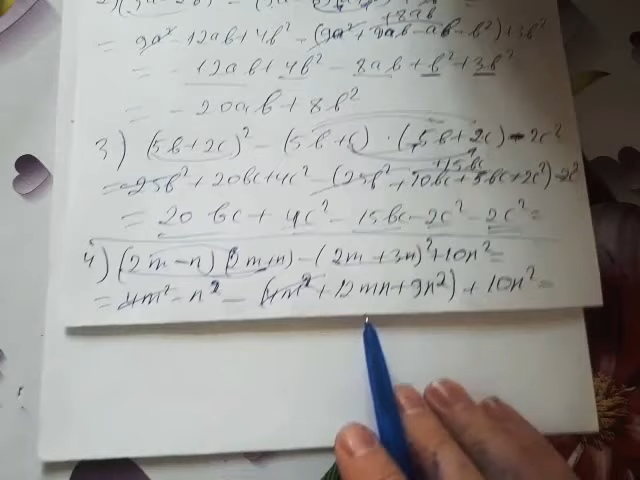 = 9a² - 12ab + 4b² - (9a² + 9ab - ab - b²) + 3b²
+8ab
= - 12ab + 4b² - 8ab + b² + 3b²
= - 20ab + 8b²
3) (5b+2c)² - (5b+c) · (5b+2c) - 2c²
+15bc
= 25b² + 20bc + 4c² - (25b² + 10bc + 5bc + 2c²) - 2c²
= 20bc + 4c² - 15bc - 2c² - 2c² =
4) (2m-n)(2m+n) - (2m+3n)² + 10n² =
= 4m² - n² - (4m² + 12mn + 9n²) + 10n² =